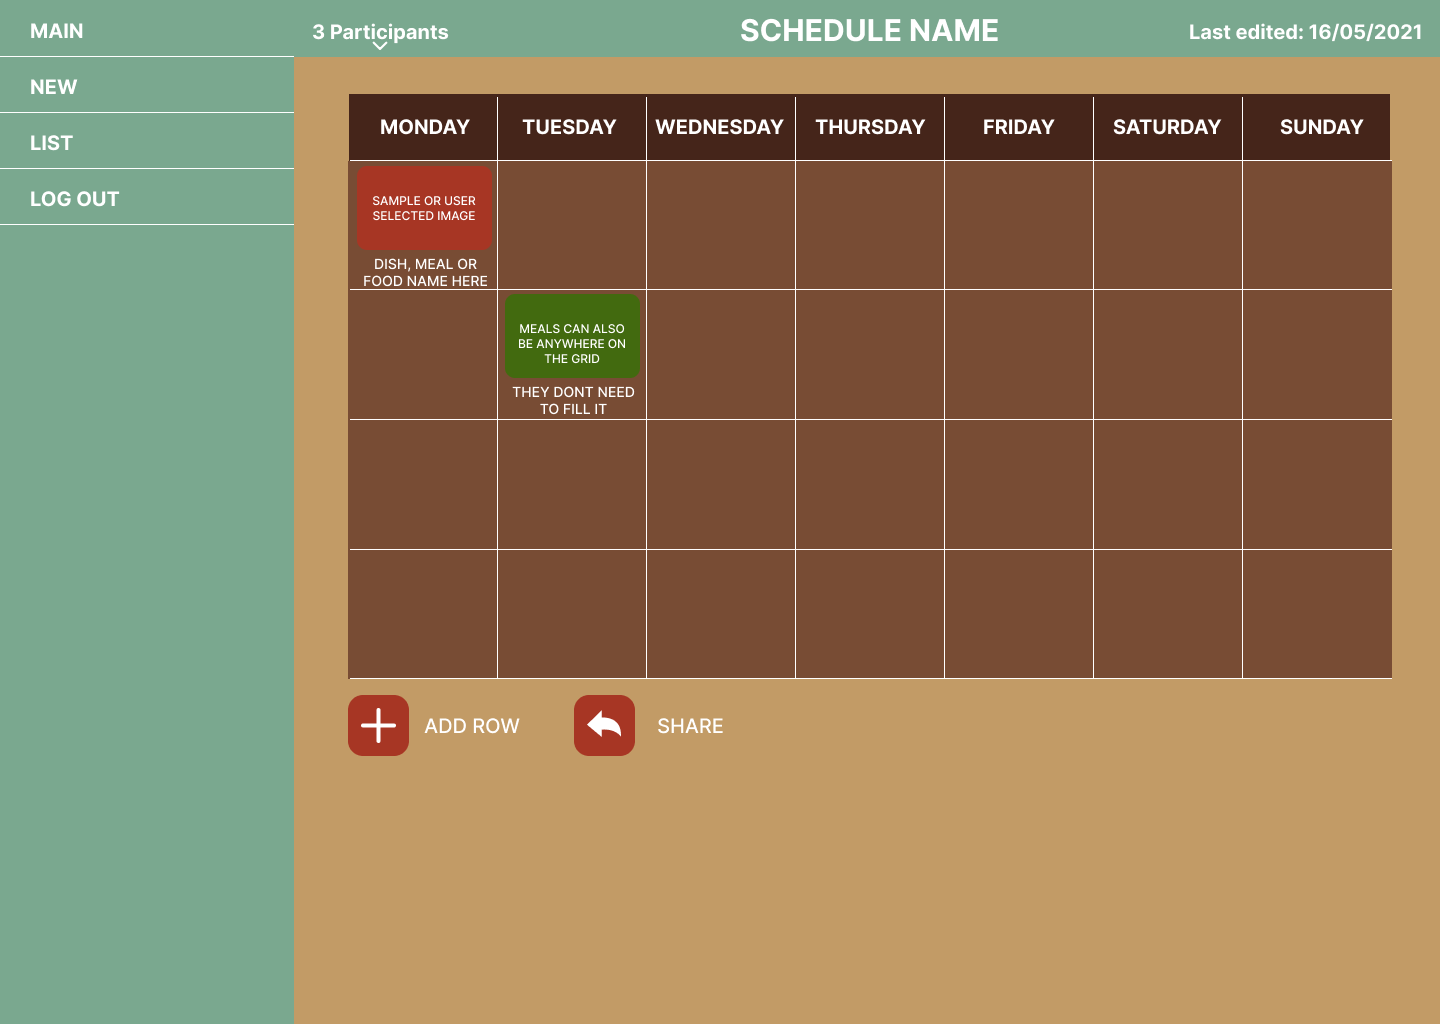 MAIN
NEW
LIST
LOG OUT
3 Participants
SCHEDULE NAME
Last edited: 16/05/2021
MONDAY
TUESDAY
WEDNESDAY
THURSDAY
FRIDAY
SATURDAY
SUNDAY
SAMPLE OR USER
SELECTED IMAGE
DISH, MEAL OR
FOOD NAME HERE
MEALS CAN ALSO
BE ANYWHERE ON
THE GRID
THEY DONT NEED
TO FILL IT
ADD ROW
SHARE